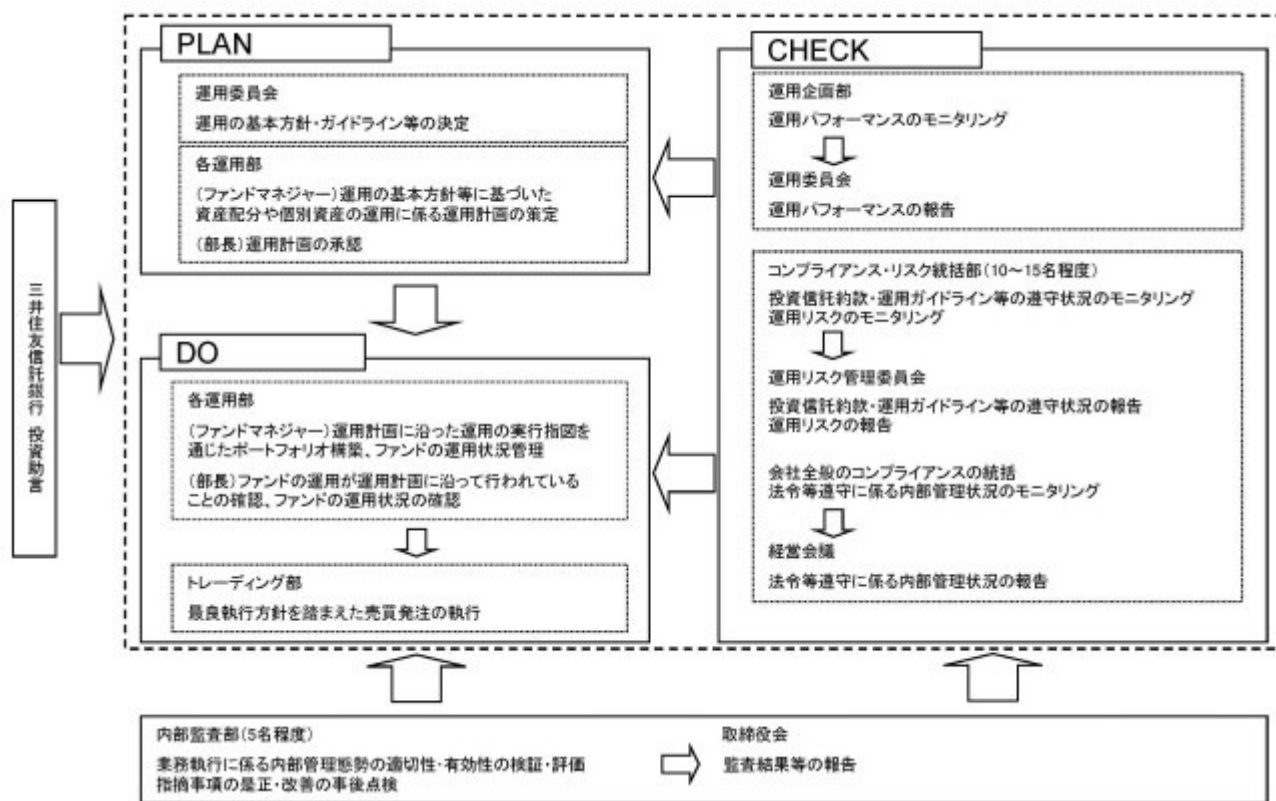 三井住友信託銀行 投資助言
PLAN
運用委員会
運用の基本方針・ガイドライン等の決定
各運用部
(ファンドマネジャー)運用の基本方針等に基づいた
資産配分や個別資産の運用に係る運用計画の策定
(部長)運用計画の承認
DO
各運用部
(ファンドマネジャー)運用計画に沿った運用の実行指図を
通じたポートフォリオ構築、ファンドの運用状況管理
(部長)ファンドの運用が運用計画に沿って行われている
ことの確認、ファンドの運用状況の確認
トレーディング部
最良執行方針を踏まえた売買発注の執行
CHECK
運用企画部
運用パフォーマンスのモニタリング
運用委員会
運用パフォーマンスの報告
コンプライアンス・リスク統括部(10〜15名程度)
投資信託約款・運用ガイドライン等の遵守状況のモニタリング
運用リスクのモニタリング
運用リスク管理委員会
投資信託約款・運用ガイドライン等の遵守状況の報告
運用リスクの報告
会社全般のコンプライアンスの統括
法令等遵守に係る内部管理状況のモニタリング
経営会議
法令等遵守に係る内部管理状況の報告
内部監査部(5名程度)
業務執行に係る内部管理態勢の適切性・有効性の検証・評価
指摘事項の是正・改善の事後点検
取締役会
監査結果等の報告